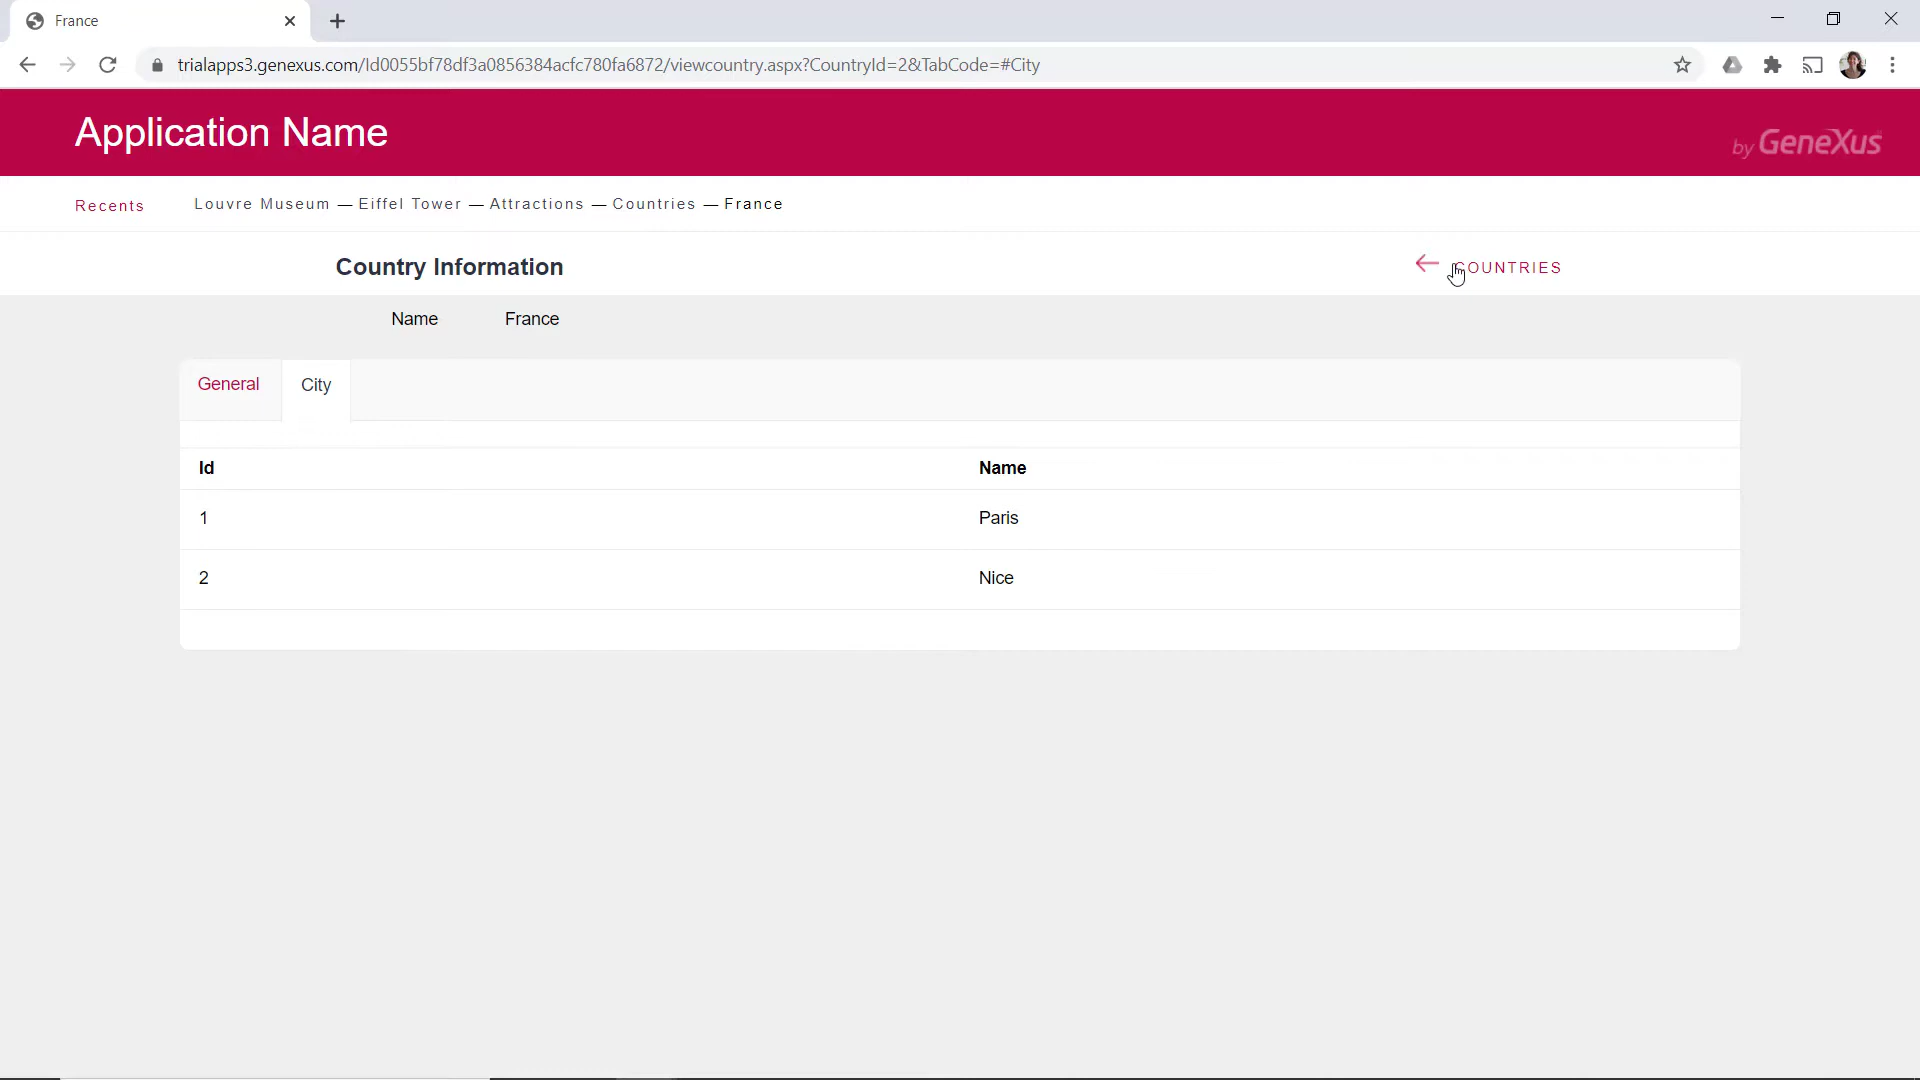 France
trialapps3.genexus.com/Id0055bf78df3a0856384acfc780fa6872/viewcountry.aspx?CountryId=2&TabCode=#City
Application Name
by GeneXus
Recents Louvre Museum — Eiffel Tower — Attractions — Countries — France
Country Information
COUNTRIES
Name France
General City
Id Name
1 Paris
2 Nice